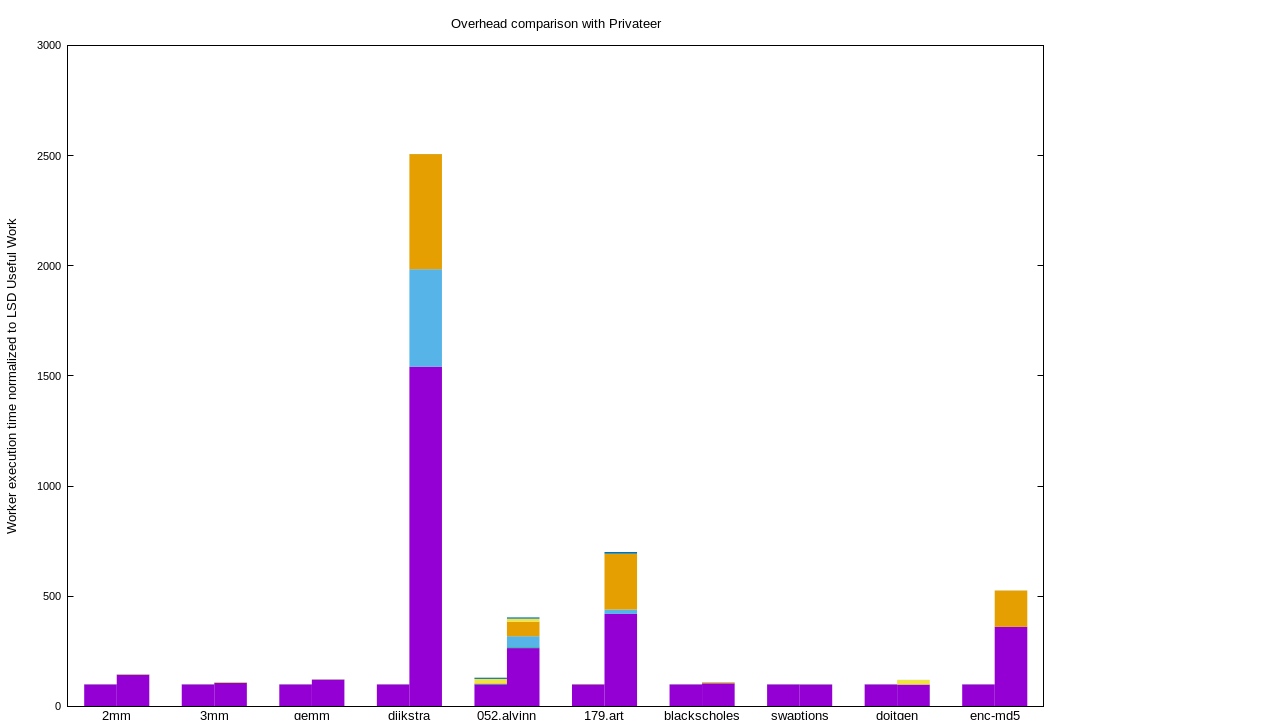 Overhead comparison with Privateer
Worker execution time normalized to LSD Useful Work
3000
2500
2000
1500
1000
500
0
2mm 3mm gemm dijkstra 052.alvinn 179.art blackscholes swaptions doitgen enc-md5